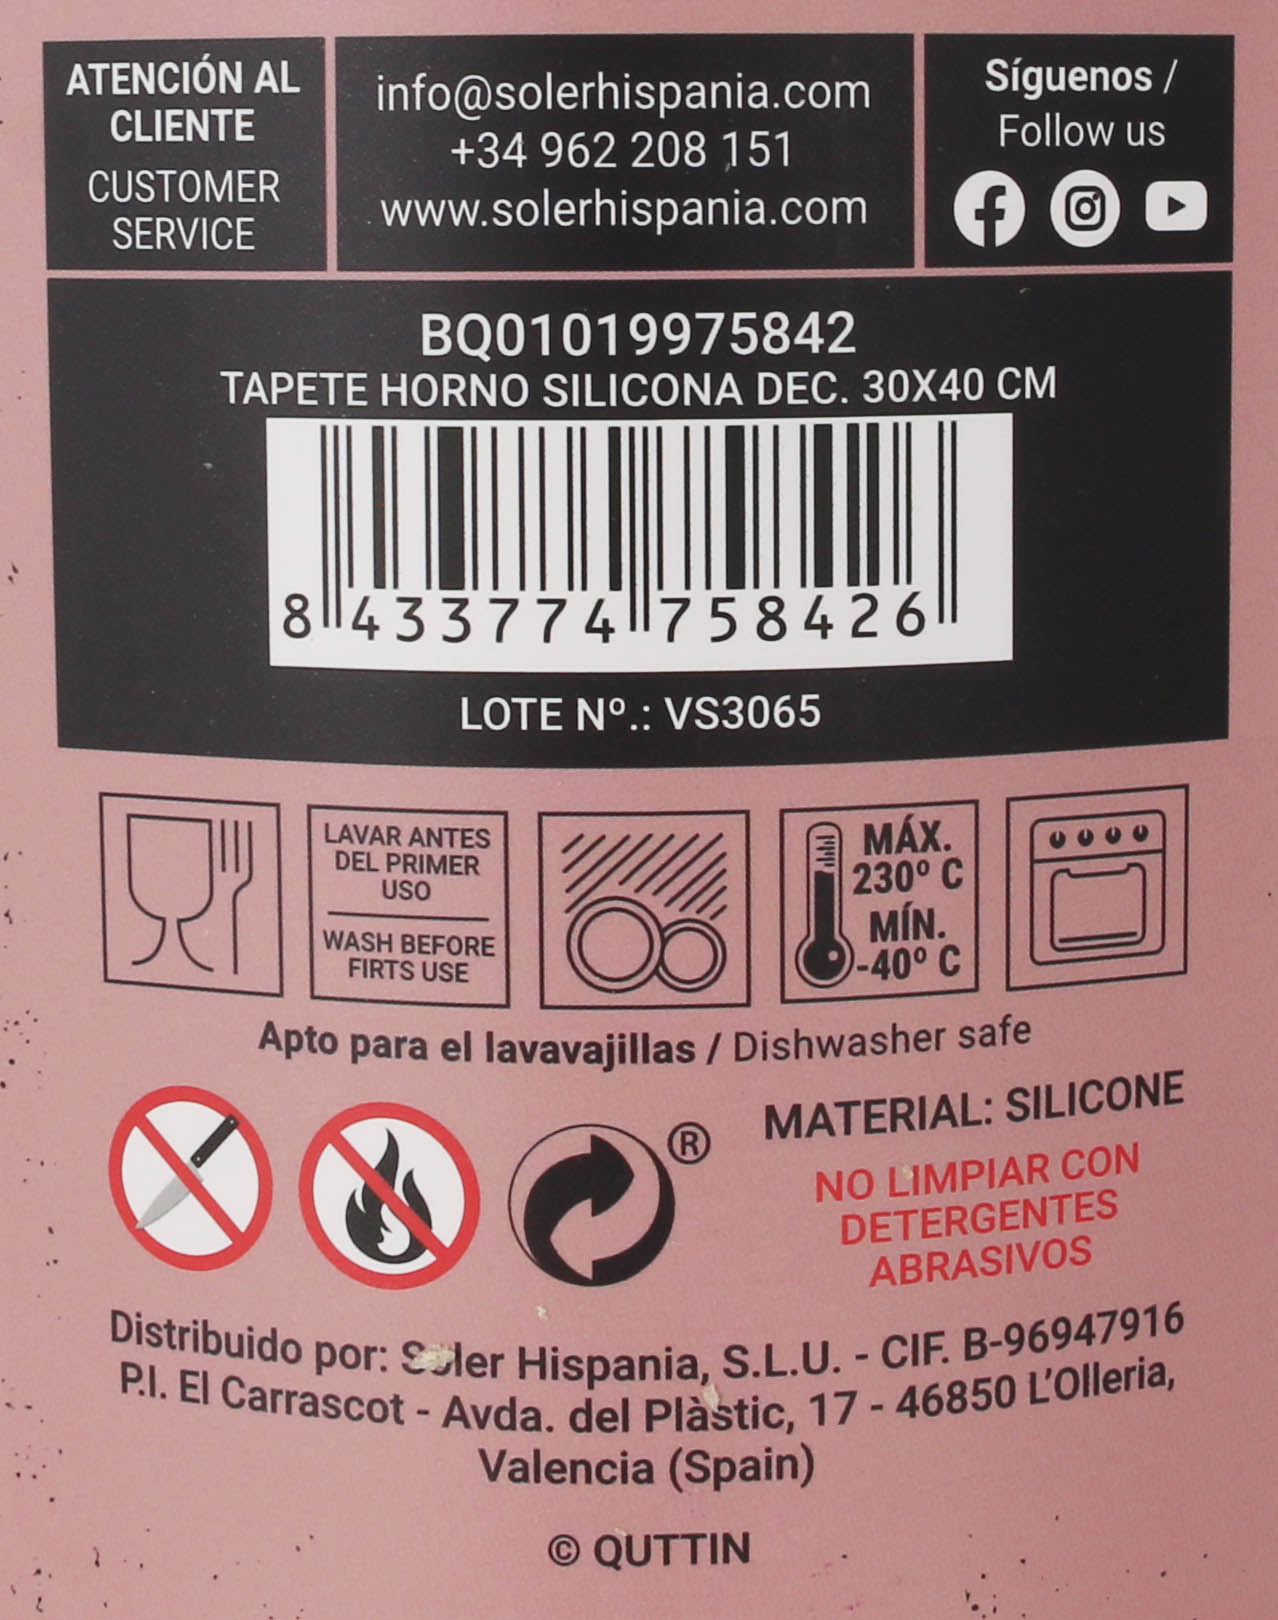 ATENCIÓN AL
CLIENTE
CUSTOMER
SERVICE
info@solerhispania.com
+34 962 208 151
www.solerhispania.com
Síguenos /
Follow us
BQ01019975842
TAPETE HORNO SILICONA DEC. 30X40 CM
8 433774 758426
LOTE Nº.: VS3065
LAVAR ANTES
DEL PRIMER
USO
WASH BEFORE
FIRTS USE
MÁX.
230º C
MÍN.
-40º C
Apto para el lavavajillas / Dishwasher safe
®
MATERIAL: SILICONE
NO LIMPIAR CON
DETERGENTES
ABRASIVOS
Distribuido por: Soler Hispania, S.L.U. - CIF. B-96947916
P.I. El Carrascot - Avda. del Plàstic, 17 - 46850 L'Olleria,
Valencia (Spain)
© QUTTIN